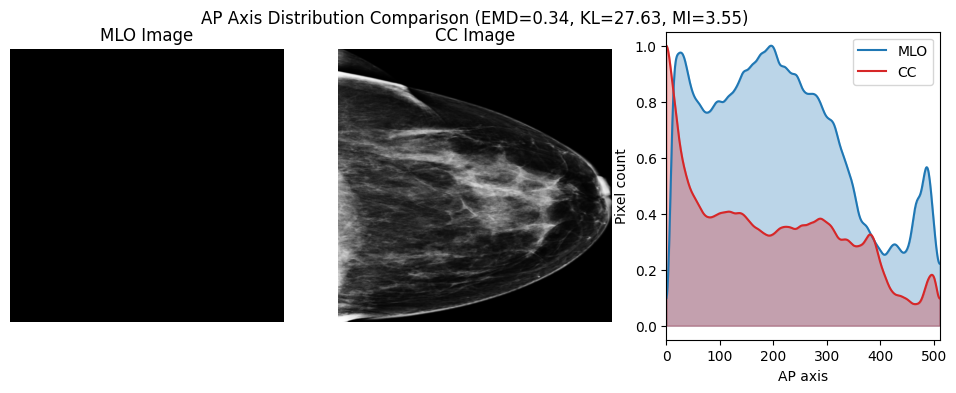 AP Axis Distribution Comparison (EMD=0.34, KL=27.63, MI=3.55)
MLO Image
CC Image
MLO
CC
Pixel count
1.0
0.8
0.6
0.4
0.2
0.0
0 100 200 300 400 500
AP axis